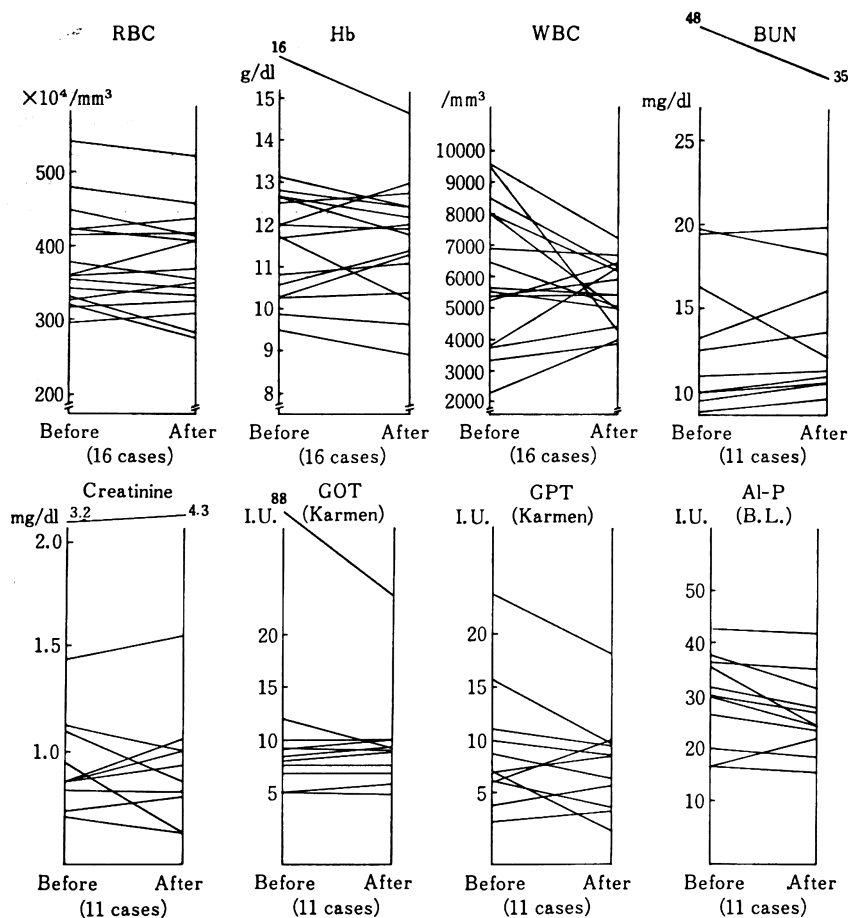 RBC
×10⁴/mm³
500
400
300
200
Before After
(16 cases)
Hb
16
g/dl
15
14
13
12
11
10
9
8
Before After
(16 cases)
WBC
/mm³
10000
9000
8000
7000
6000
5000
4000
3000
2000
Before After
(16 cases)
BUN
48
35
mg/dl
25
20
15
10
Before After
(11 cases)
Creatinine
mg/dl
3.2
4.3
2.0
1.5
1.0
Before After
(11 cases)
GOT
88
I.U. (Karmen)
20
15
10
5
Before After
(11 cases)
GPT
I.U. (Karmen)
20
15
10
5
Before After
(11 cases)
Al-P
I.U. (B.L.)
50
40
30
20
10
Before After
(11 cases)